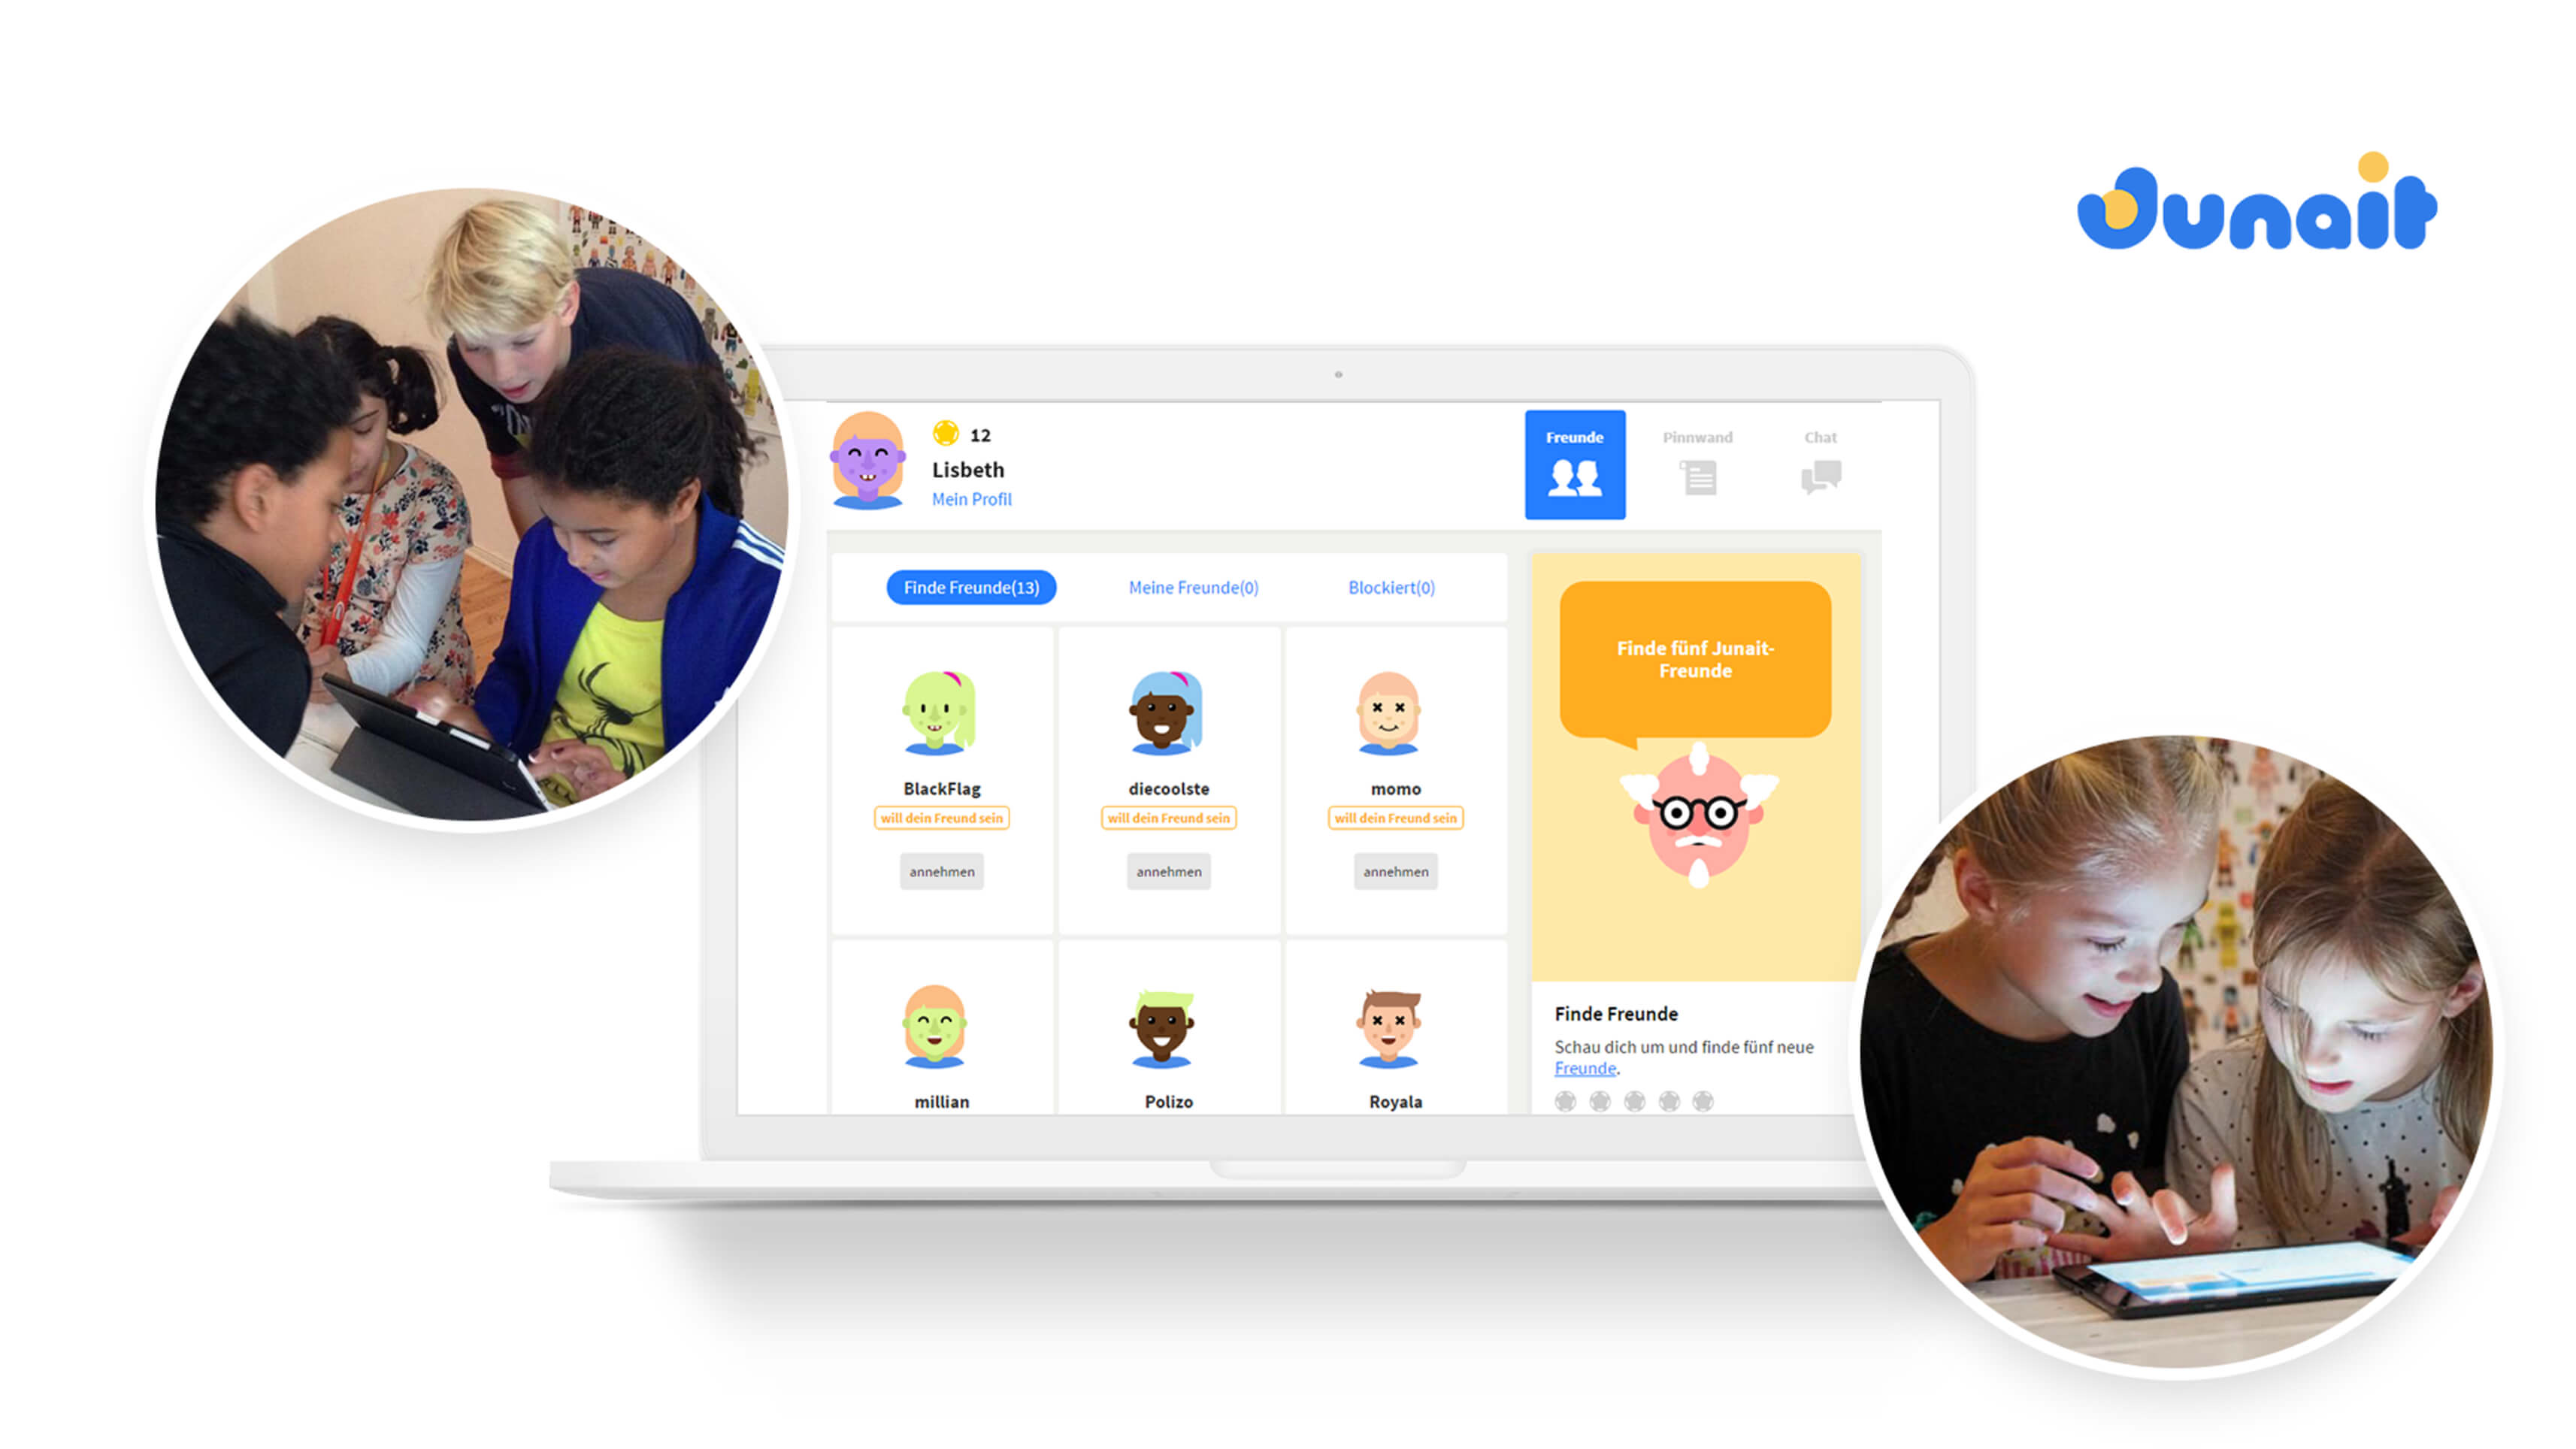 Junait
12
Lisbeth
Mein Profil
Freunde
Pinnwand
Chat
Finde Freunde(13)
Meine Freunde(0)
Blockiert(0)
BlackFlag
will dein Freund sein
annehmen
diecoolste
will dein Freund sein
annehmen
momo
will dein Freund sein
annehmen
millian
Polizo
Royala
Finde fünf Junait-
Freunde
Finde Freunde
Schau dich um und finde fünf neue
Freunde.